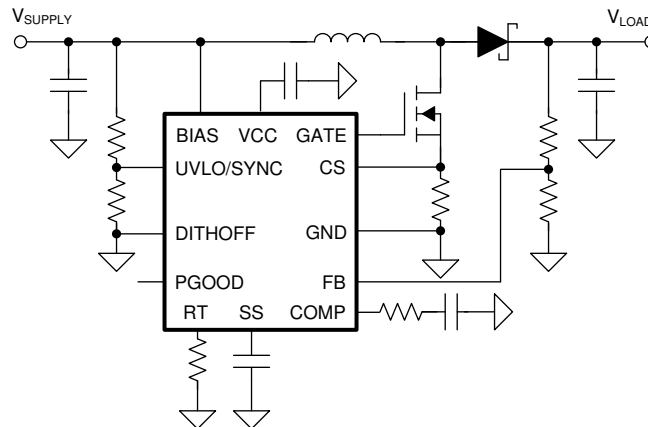 VSUPPLY
VLOAD
BIAS VCC GATE
UVLO/SYNC CS
DITHOFF GND
PGOOD FB
RT SS COMP